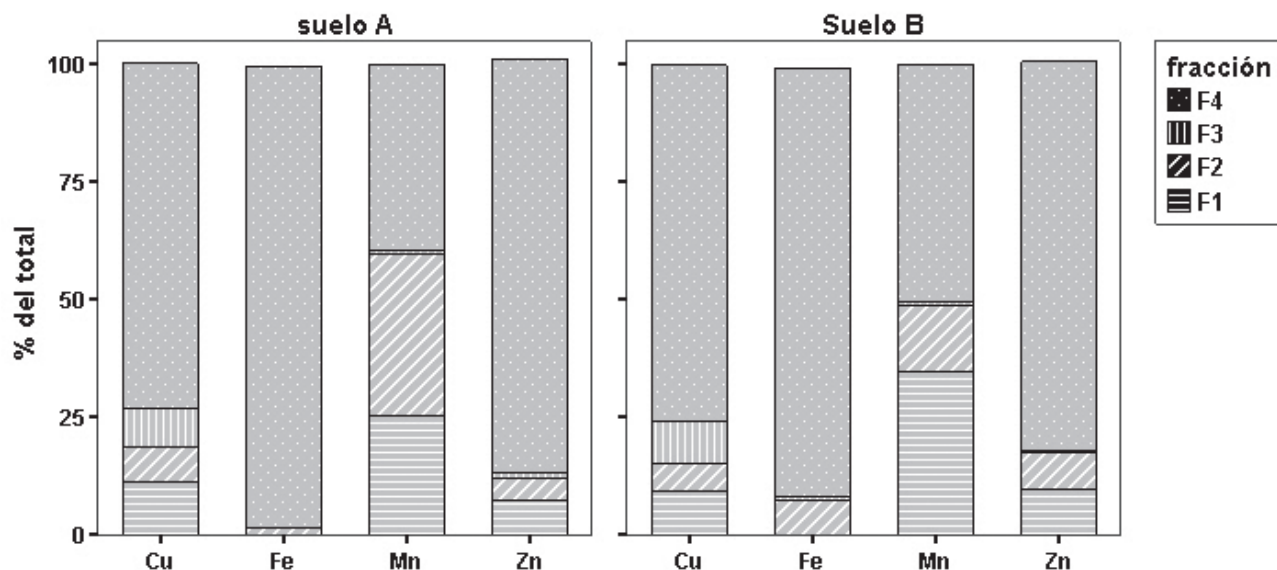 suelo A
Suelo B
% del total
100
75
50
25
0
Cu Fe Mn Zn
Cu Fe Mn Zn
fracción
F4
F3
F2
F1